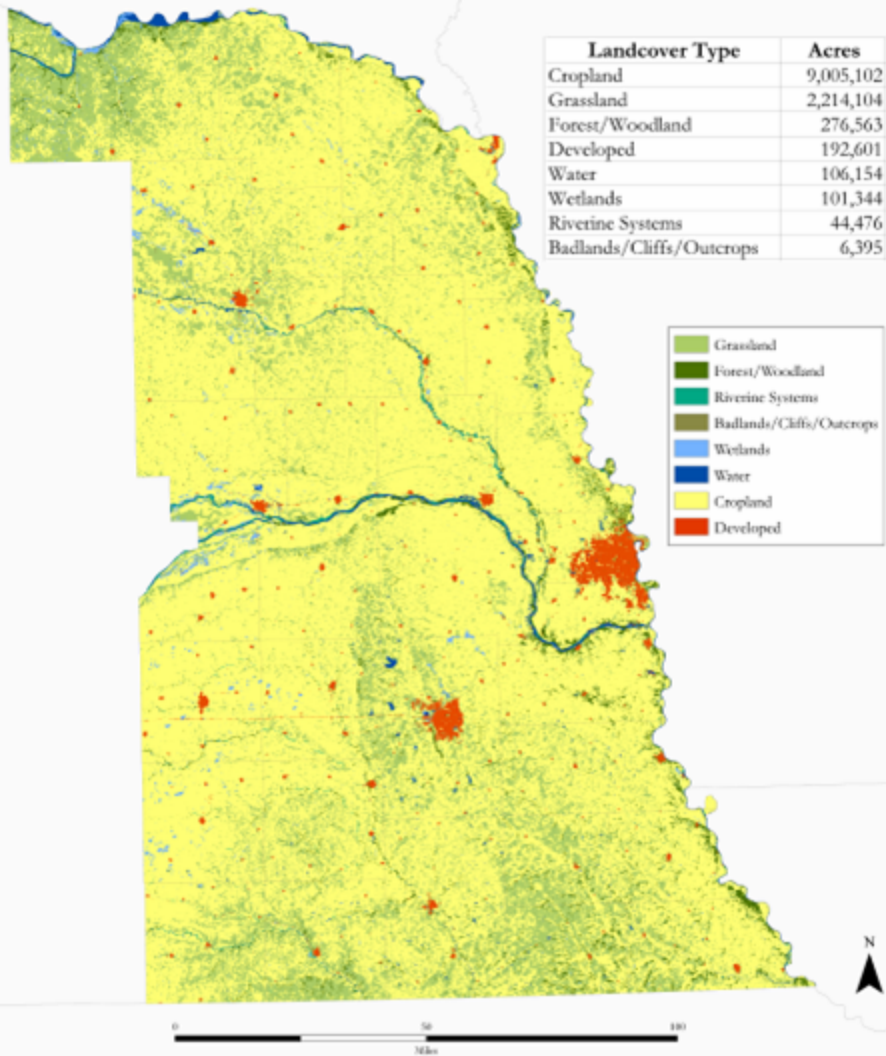 Landcover Type Acres
Cropland 9,005,102
Grassland 2,214,104
Forest/Woodland 276,563
Developed 192,601
Water 106,154
Wetlands 101,344
Riverine Systems 44,476
Badlands/Cliffs/Outcrops 6,395
Grassland
Forest/Woodland
Riverine Systems
Badlands/Cliffs/Outcrops
Wetlands
Water
Cropland
Developed
N
0 50 100
Miles